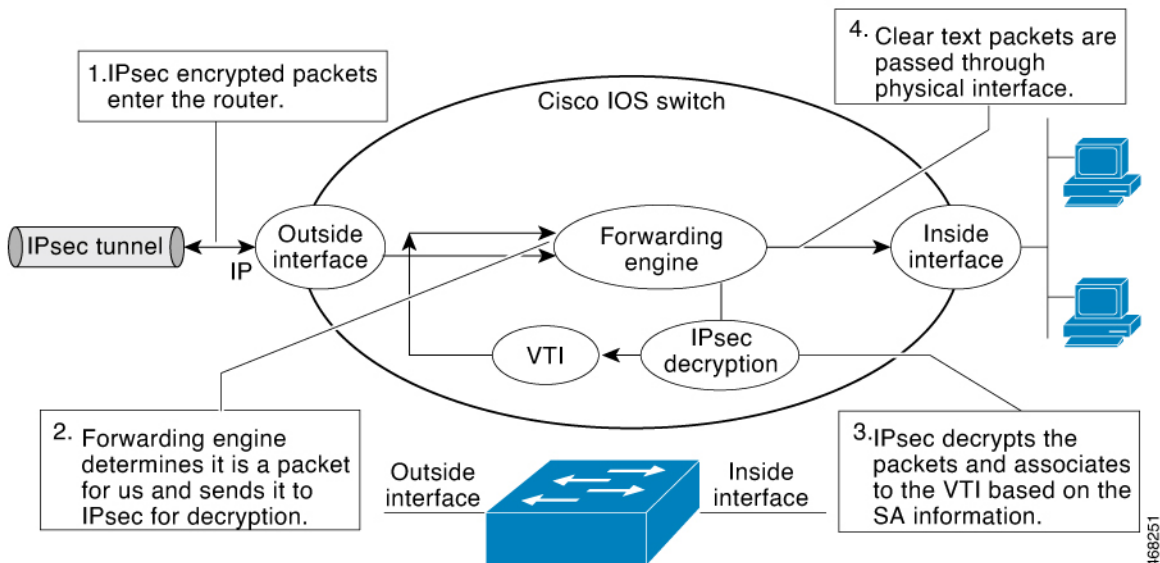 1.IPsec encrypted packets
enter the router.
4. Clear text packets are
passed through
physical interface.
Cisco IOS switch
IPsec tunnel
IP
Outside
interface
Forwarding
engine
Inside
interface
VTI
IPsec
decryption
2. Forwarding engine
determines it is a packet
for us and sends it to
IPsec for decryption.
Outside
interface
Inside
interface
3.IPsec decrypts the
packets and associates
to the VTI based on the
SA information.
468251